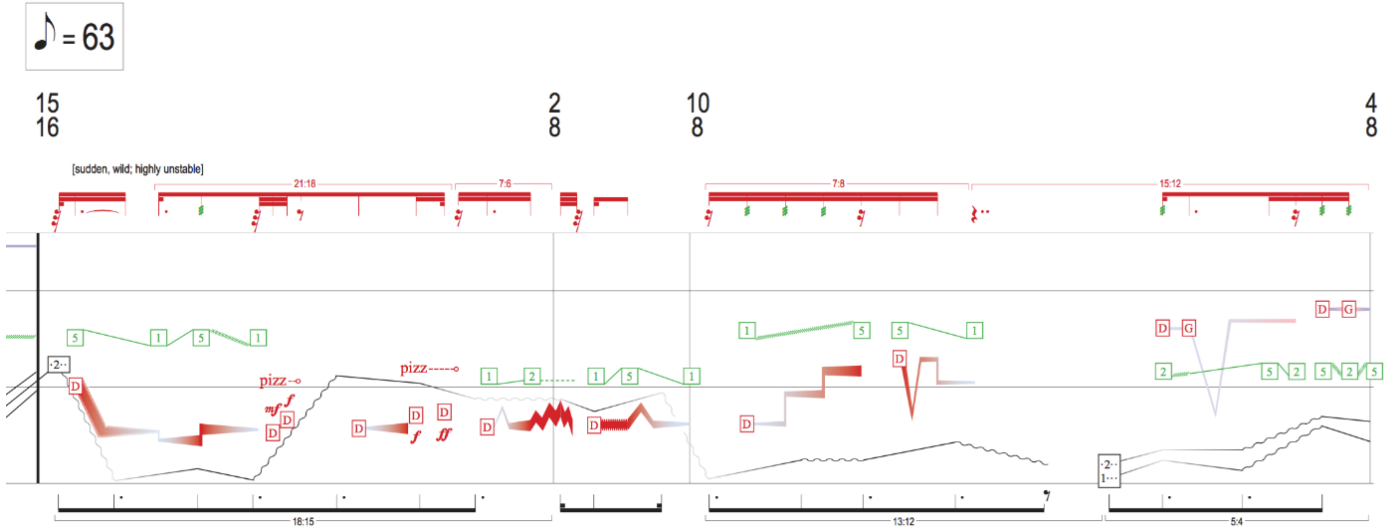 ♪ = 63
15 2 10 4
16 8 8 8
[sudden, wild; highly unstable]
21:18 7:6 7:8 15:12
5 1 5 1
·2··
D
pizz
mf f
D D
pizz
D D D
f ff
1 2 1 5 1
D D
1 5 5 1
D D
D G D G
2 5 2 5 2 5
·2··
1···
18:15 13:12 5:4